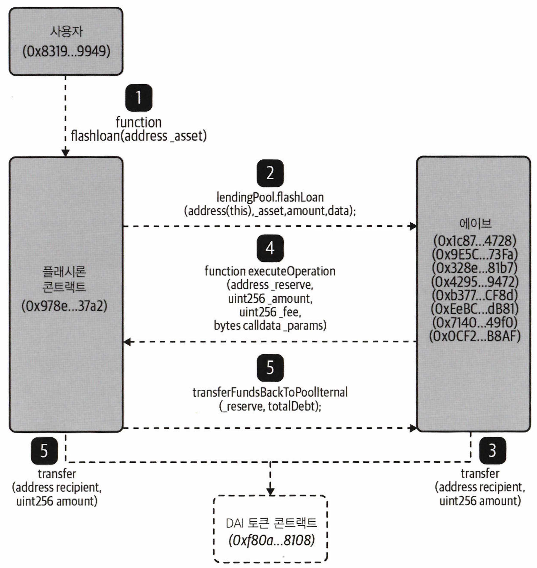 사용자
(0x8319...9949)
1
function
flashloan(address _asset)
2
lendingPool.flashLoan
(address(this),_asset,amount,data);
플래시론
콘트랙트
(0x978e...37a2)
에이브
(0x1c87...4728)
(0x9E5C...73Fa)
(0x328e...81b7)
(0x4295...9472)
(0xb377...CF8d)
(0xEeBC...dB81)
(0x7140...49f0)
(0x0CF2...B8AF)
4
function executeOperation
(address_reserve,
uint256 _amount,
uint256 _fee,
bytes calldata _params)
5
transferFundsBackToPoolIternal
(_reserve, totalDebt);
5
transfer
(address recipient,
uint256 amount)
3
transfer
(address recipient,
uint256 amount)
DAI 토큰 콘트랙트
(0xf80a...8108)